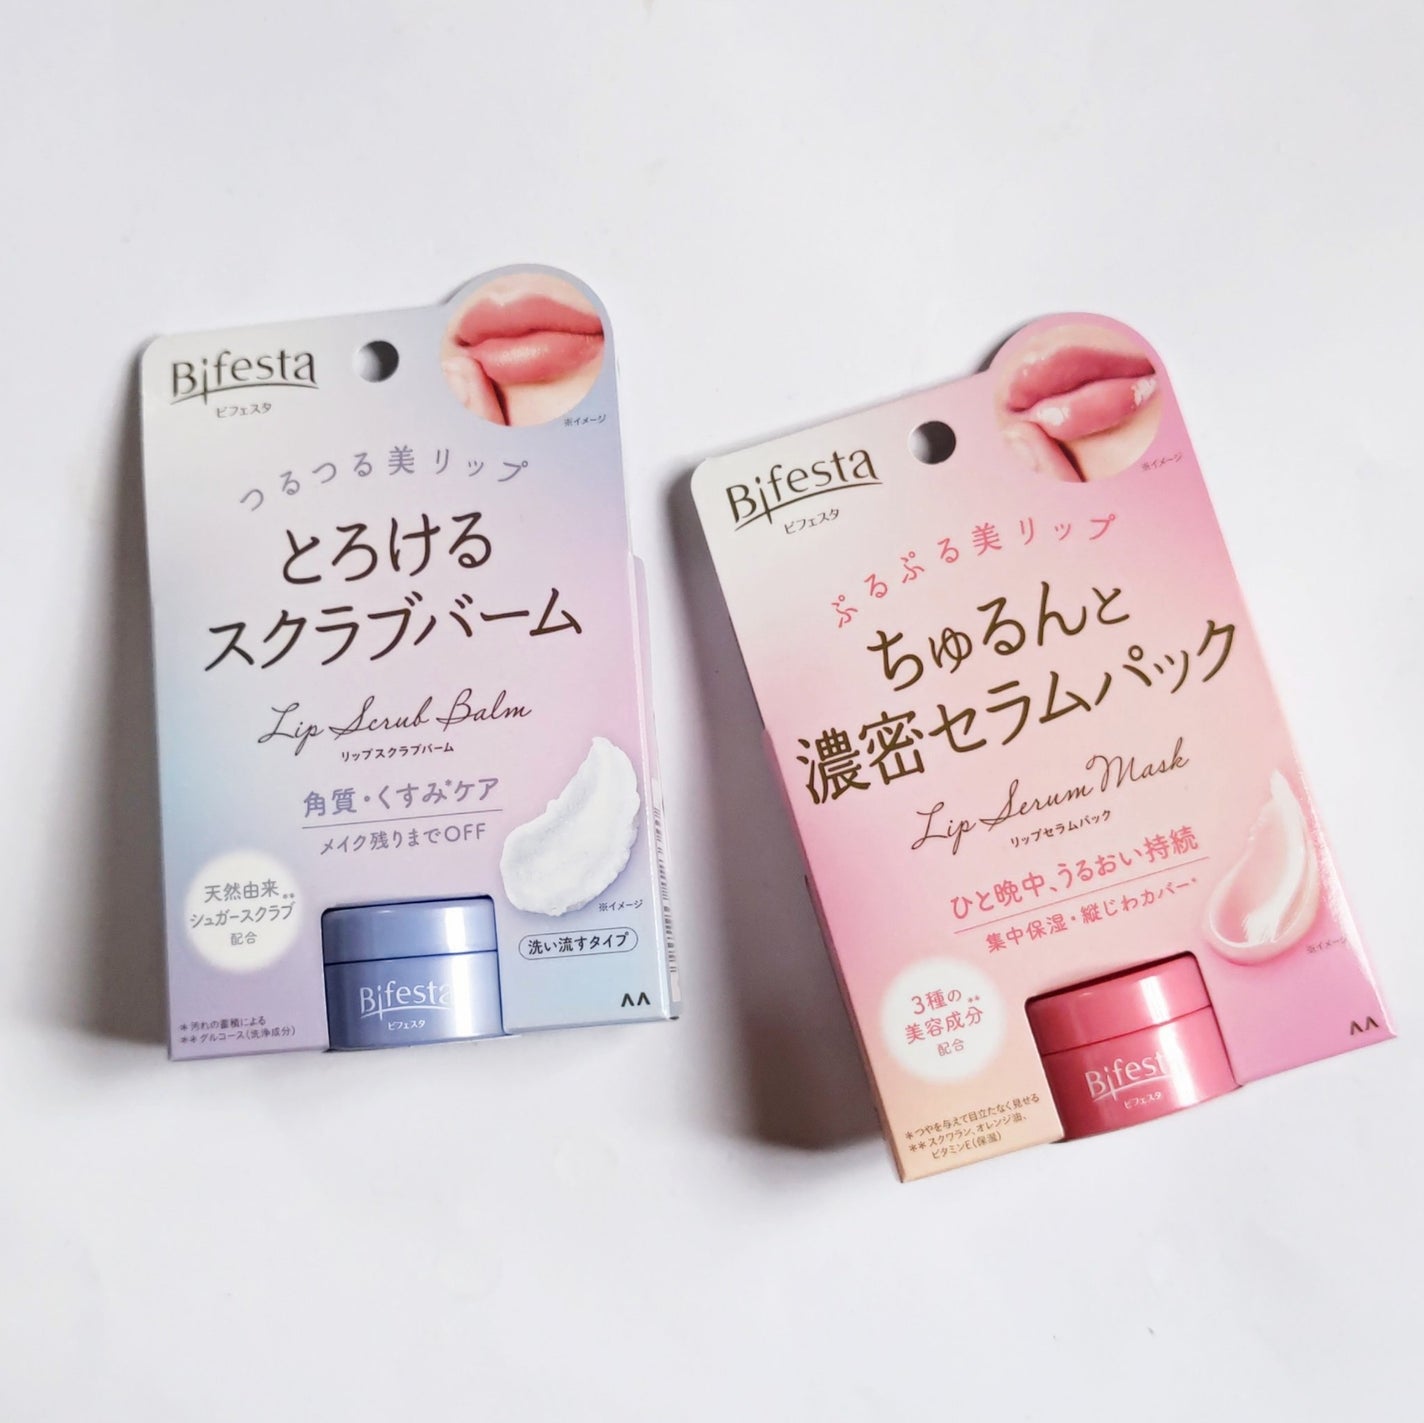 Bifesta
ビフェスタ
※イメージ
つるつる美リップ
とろける
スクラブバーム
Lip Scrub Balm
リップスクラブバーム
角質・くすみ*ケア
メイク残りまでOFF
天然由来
シュガースクラブ**
配合
※イメージ
洗い流すタイプ
Bifesta
ビフェスタ
*汚れの蓄積による
**グルコース(洗浄成分)
Bifesta
ビフェスタ
※イメージ
ぷるぷる美リップ
ちゅるんと
濃密セラムパック
Lip Serum Mask
リップセラムパック
ひと晩中、うるおい持続
集中保湿・縦じわカバー*
※イメージ
3種の
美容成分**
配合
Bifesta
ビフェスタ
*つやを与えて目立たなく見せる
**スクワラン、オレンジ油、
ビタミンE(保湿)